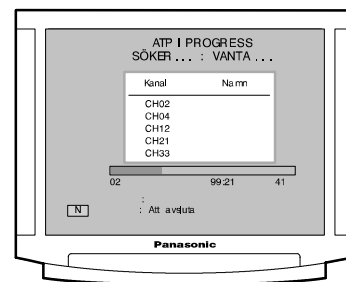 ATP I PROGRESS
SÖKER ... : VÄNTA ...
Kanal Namn
CH02
CH04
CH12
CH21
CH33
02 99:21 41
:
N : Att avsluta
Panasonic